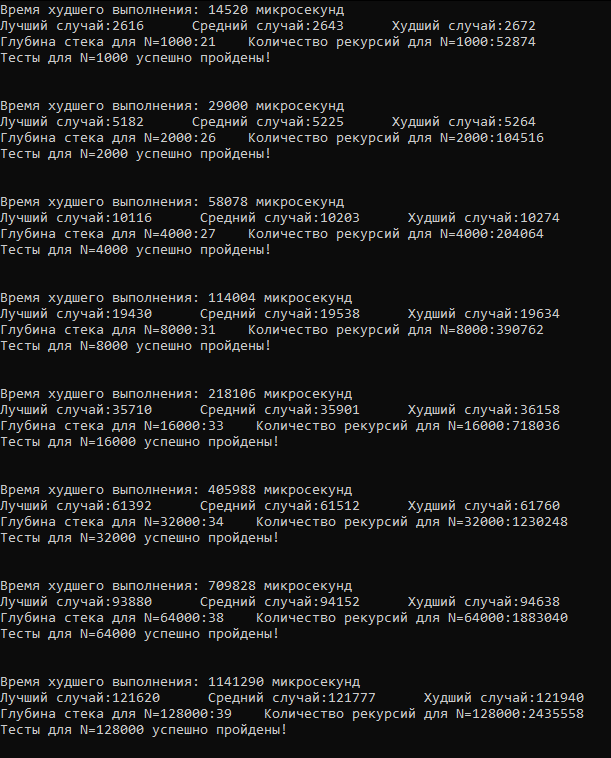 Время худшего выполнения: 14520 микросекунд
Лучший случай:2616      Средний случай:2643      Худший случай:2672
Глубина стека для N=1000:21    Количество рекурсий для N=1000:52874
Тесты для N=1000 успешно пройдены!
Время худшего выполнения: 29000 микросекунд
Лучший случай:5182      Средний случай:5225      Худший случай:5264
Глубина стека для N=2000:26    Количество рекурсий для N=2000:104516
Тесты для N=2000 успешно пройдены!
Время худшего выполнения: 58078 микросекунд
Лучший случай:10116      Средний случай:10203      Худший случай:10274
Глубина стека для N=4000:27    Количество рекурсий для N=4000:204064
Тесты для N=4000 успешно пройдены!
Время худшего выполнения: 114004 микросекунд
Лучший случай:19430      Средний случай:19538      Худший случай:19634
Глубина стека для N=8000:31    Количество рекурсий для N=8000:390762
Тесты для N=8000 успешно пройдены!
Время худшего выполнения: 218106 микросекунд
Лучший случай:35710      Средний случай:35901      Худший случай:36158
Глубина стека для N=16000:33    Количество рекурсий для N=16000:718036
Тесты для N=16000 успешно пройдены!
Время худшего выполнения: 405988 микросекунд
Лучший случай:61392      Средний случай:61512      Худший случай:61760
Глубина стека для N=32000:34    Количество рекурсий для N=32000:1230248
Тесты для N=32000 успешно пройдены!
Время худшего выполнения: 709828 микросекунд
Лучший случай:93880      Средний случай:94152      Худший случай:94638
Глубина стека для N=64000:38    Количество рекурсий для N=64000:1883040
Тесты для N=64000 успешно пройдены!
Время худшего выполнения: 1141290 микросекунд
Лучший случай:121620      Средний случай:121777      Худший случай:121940
Глубина стека для N=128000:39    Количество рекурсий для N=128000:2435558
Тесты для N=128000 успешно пройдены!